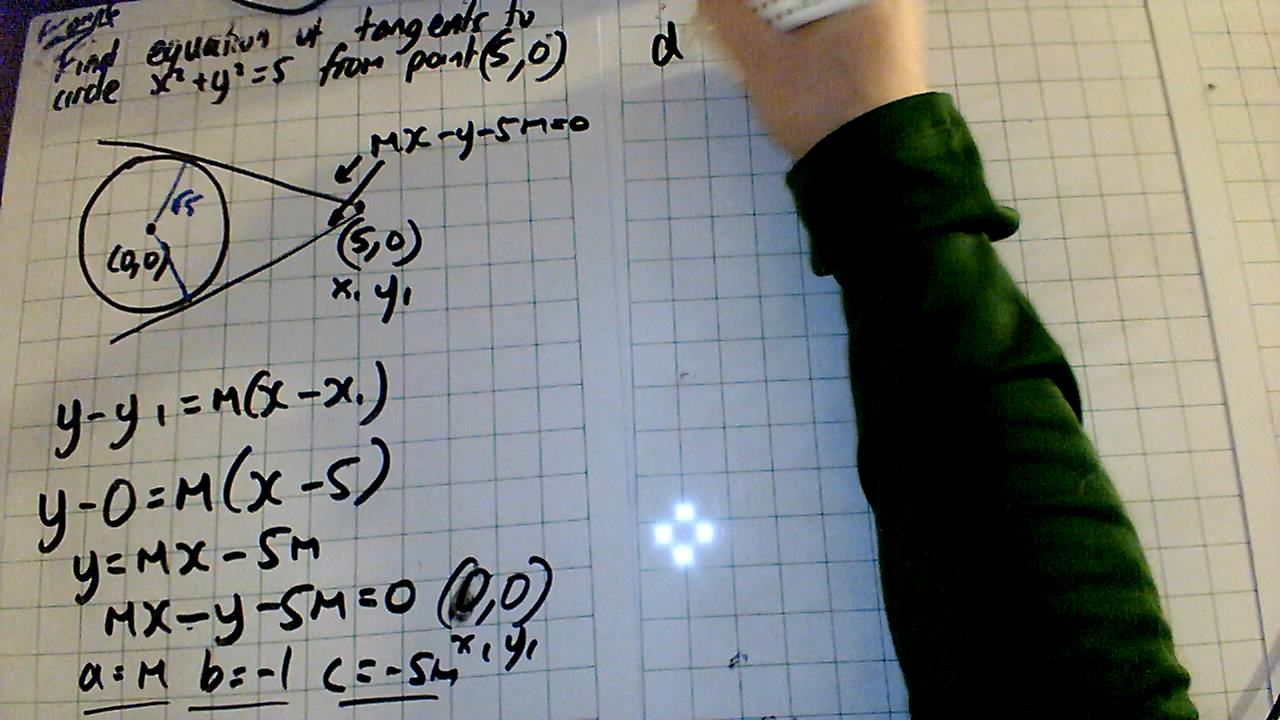 Example
Find equation of tangents to
circle x² + y² = 5 from point (5,0)
d
Mx - y - 5M = 0
√5
(0,0)
(5,0)
x₁ y₁
y - y₁ = M(x - x₁)
y - 0 = M(x - 5)
y = Mx - 5M
Mx - y - 5M = 0 (0,0)
x₁ y₁
a = M b = -1 c = -5M